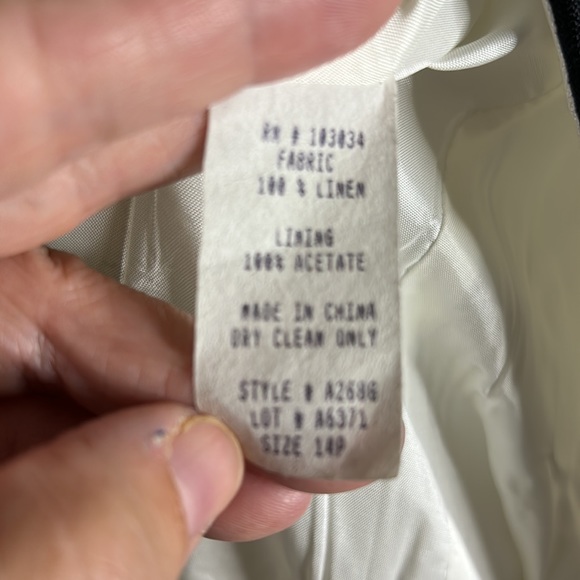 RN # 103034
FABRIC
100 % LINEN
LINING
100% ACETATE
MADE IN CHINA
DRY CLEAN ONLY
STYLE # A268G
LOT # A6371
SIZE 14P